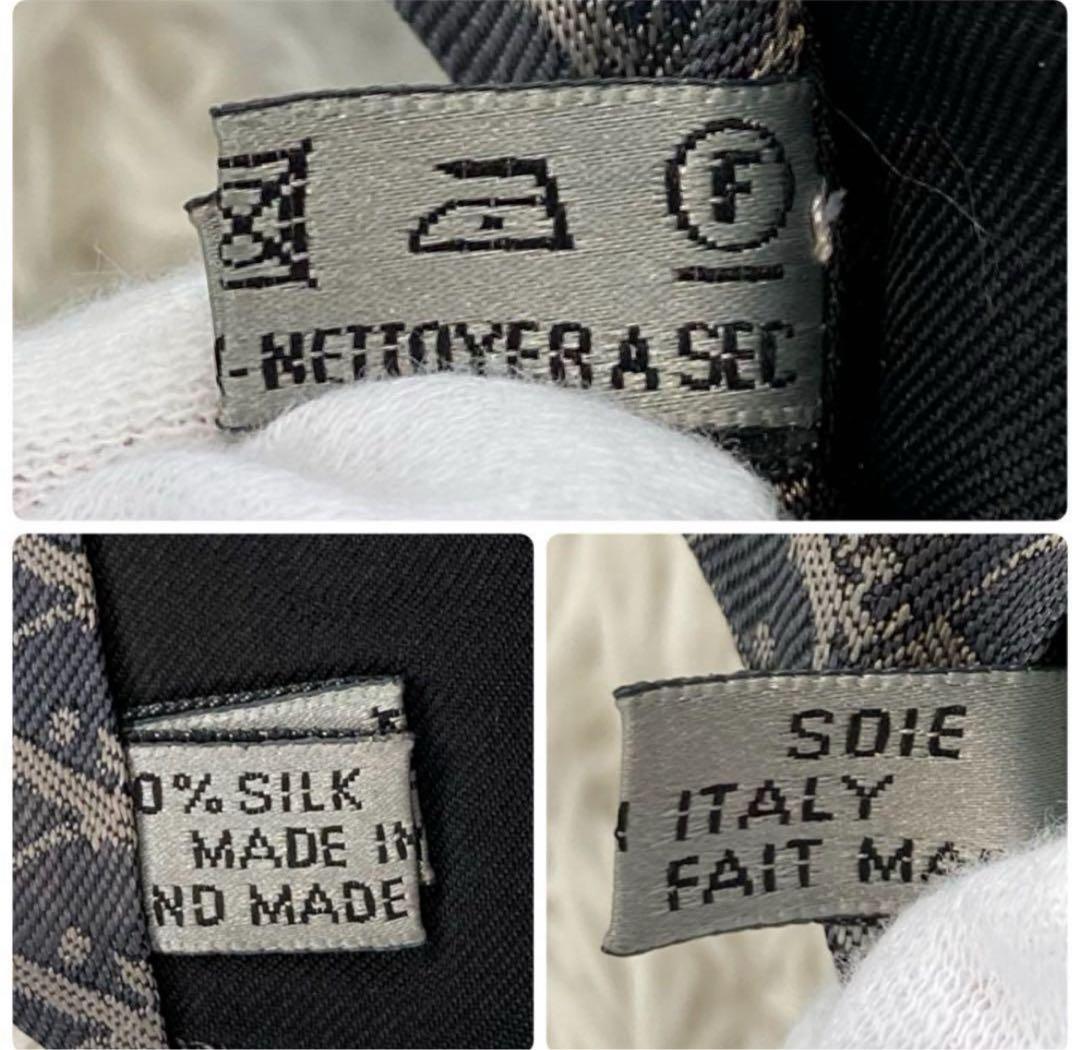 F
-NETTOYER A SEC
0% SILK
MADE IN
ND MADE
SOIE
ITALY
FAIT MA